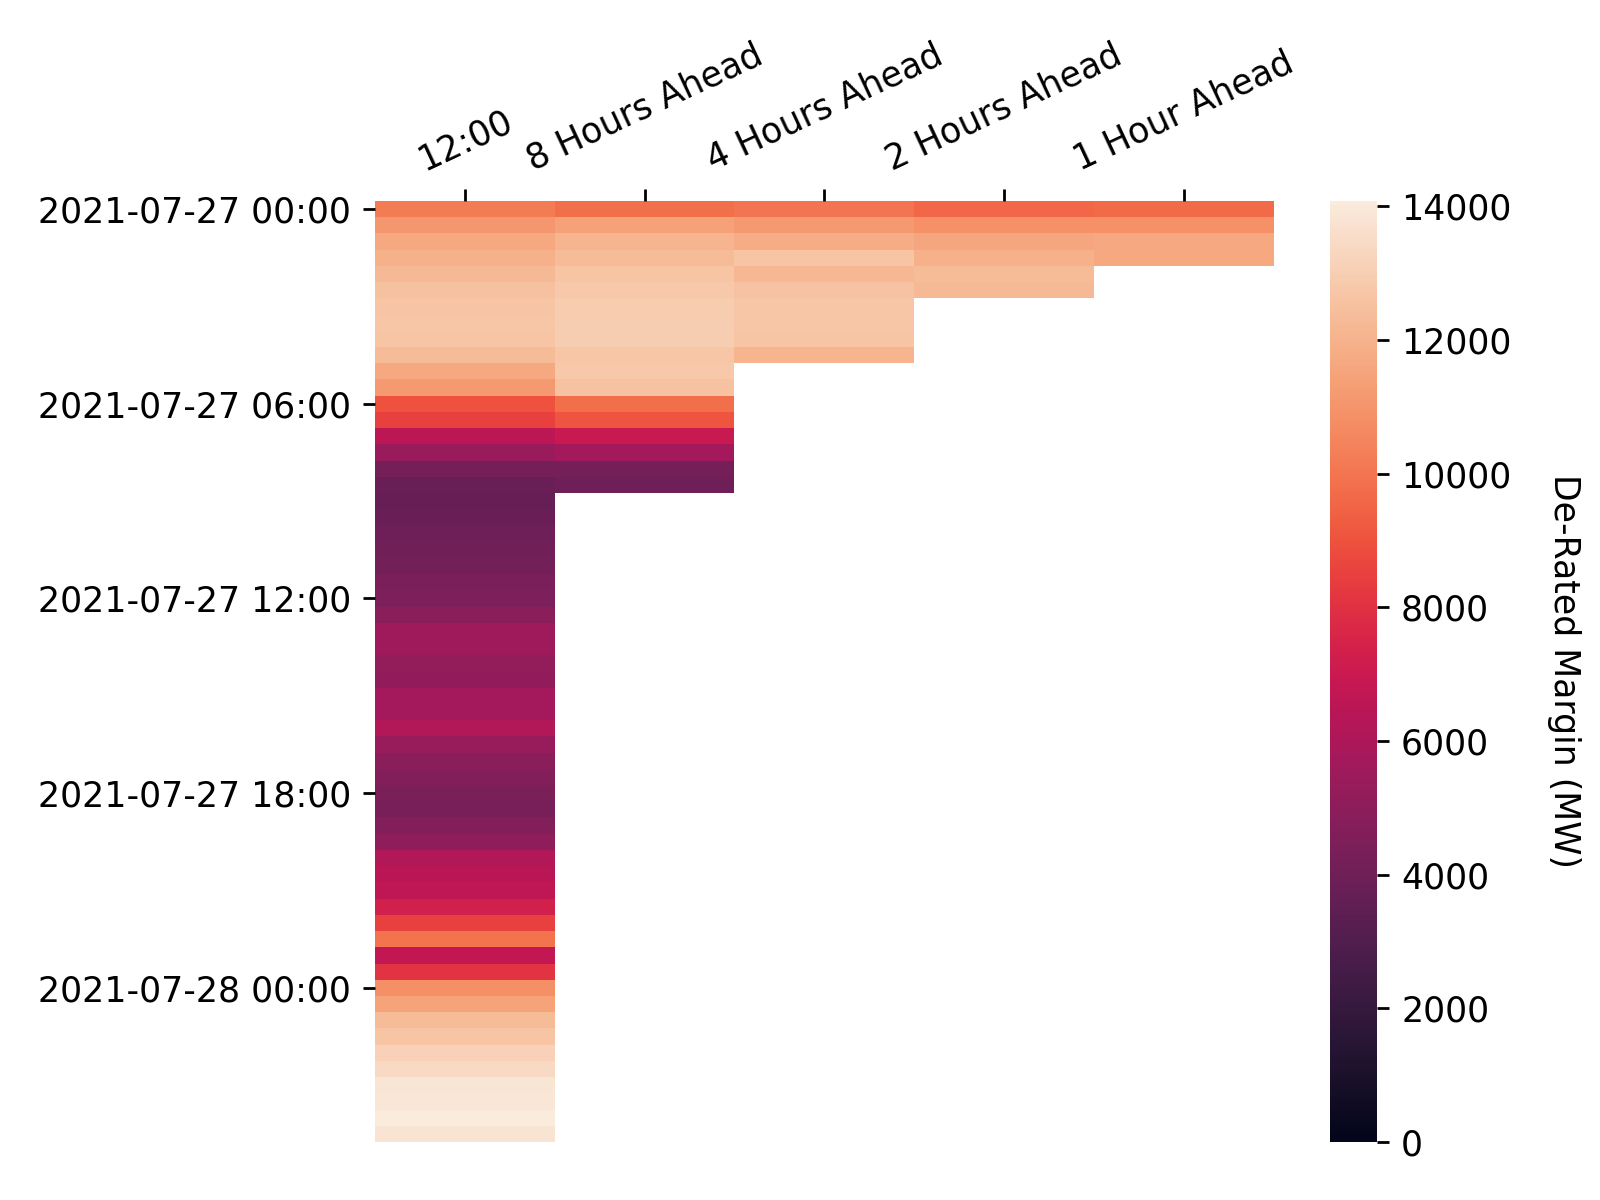 12:00
8 Hours Ahead
4 Hours Ahead
2 Hours Ahead
1 Hour Ahead
2021-07-27 00:00
2021-07-27 06:00
2021-07-27 12:00
2021-07-27 18:00
2021-07-28 00:00
14000
12000
10000
8000
6000
4000
2000
0
De-Rated Margin (MW)